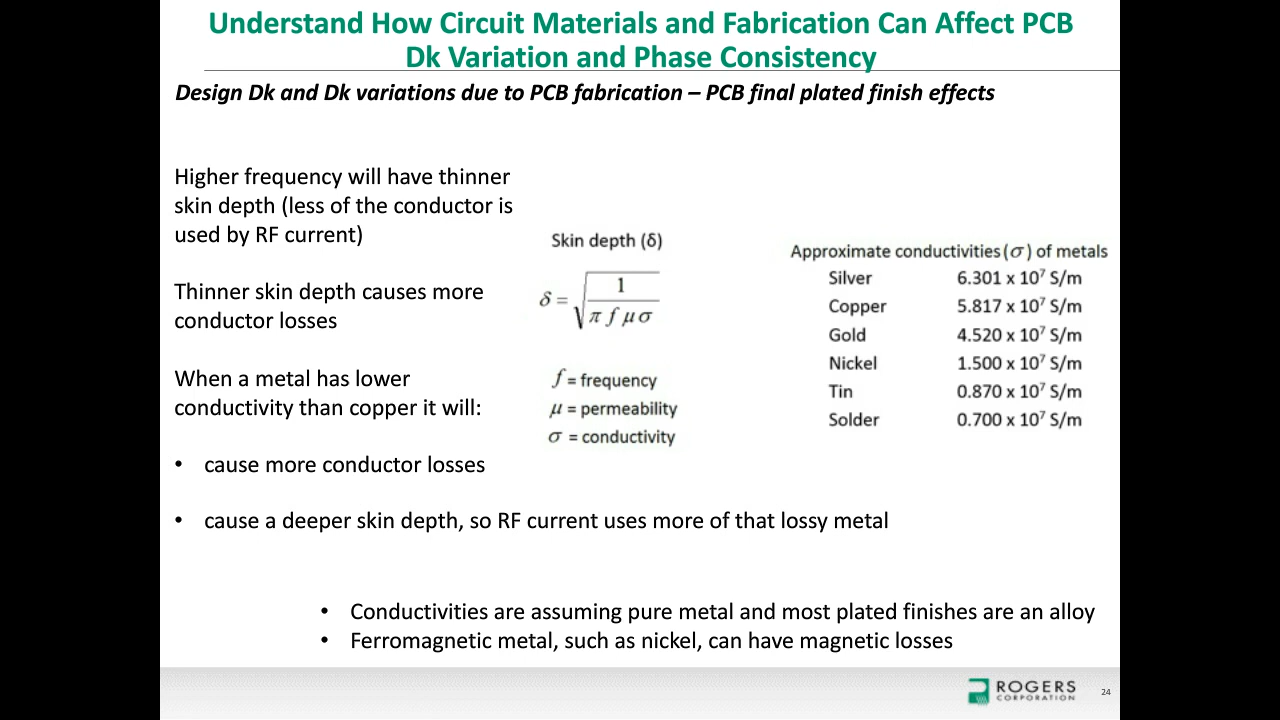 Understand How Circuit Materials and Fabrication Can Affect PCB
Dk Variation and Phase Consistency
Design Dk and Dk variations due to PCB fabrication – PCB final plated finish effects
Higher frequency will have thinner
skin depth (less of the conductor is
used by RF current)
Thinner skin depth causes more
conductor losses
When a metal has lower
conductivity than copper it will:
• cause more conductor losses
• cause a deeper skin depth, so RF current uses more of that lossy metal
Skin depth (δ)
δ = √(1 / π f μ σ)
f = frequency
μ = permeability
σ = conductivity
Approximate conductivities (σ) of metals
Silver 6.301 x 10⁷ S/m
Copper 5.817 x 10⁷ S/m
Gold 4.520 x 10⁷ S/m
Nickel 1.500 x 10⁷ S/m
Tin 0.870 x 10⁷ S/m
Solder 0.700 x 10⁷ S/m
• Conductivities are assuming pure metal and most plated finishes are an alloy
• Ferromagnetic metal, such as nickel, can have magnetic losses
ROGERS
CORPORATION
24